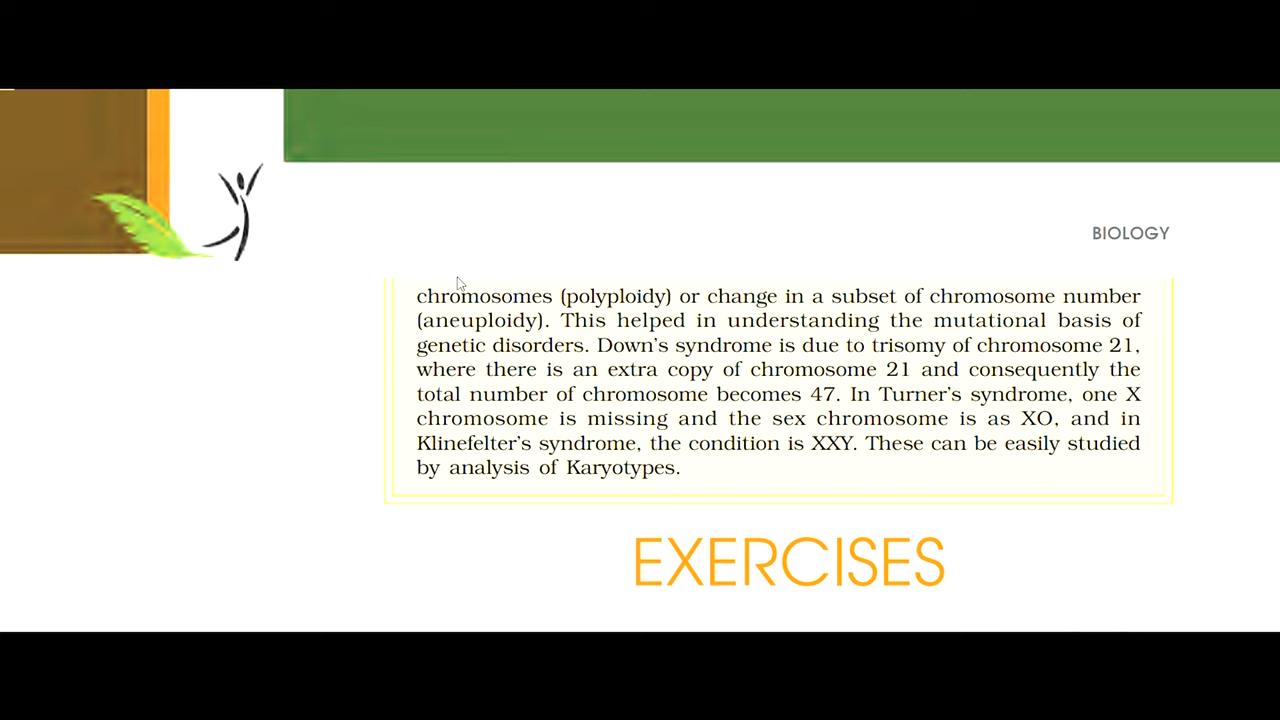 BIOLOGY
chromosomes (polyploidy) or change in a subset of chromosome number
(aneuploidy). This helped in understanding the mutational basis of
genetic disorders. Down's syndrome is due to trisomy of chromosome 21,
where there is an extra copy of chromosome 21 and consequently the
total number of chromosome becomes 47. In Turner's syndrome, one X
chromosome is missing and the sex chromosome is as XO, and in
Klinefelter's syndrome, the condition is XXY. These can be easily studied
by analysis of Karyotypes.
EXERCISES